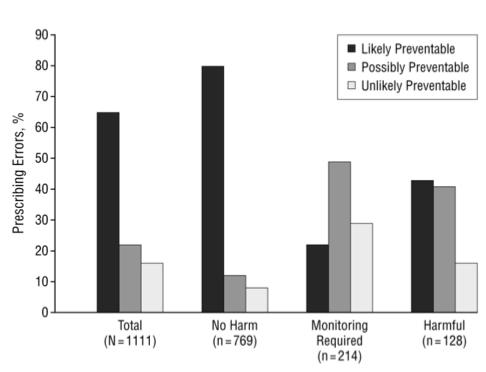 Likely Preventable
Possibly Preventable
Unlikely Preventable
Prescribing Errors, %
90
80
70
60
50
40
30
20
10
0
Total
(N=1111)
No Harm
(n=769)
Monitoring
Required
(n=214)
Harmful
(n=128)